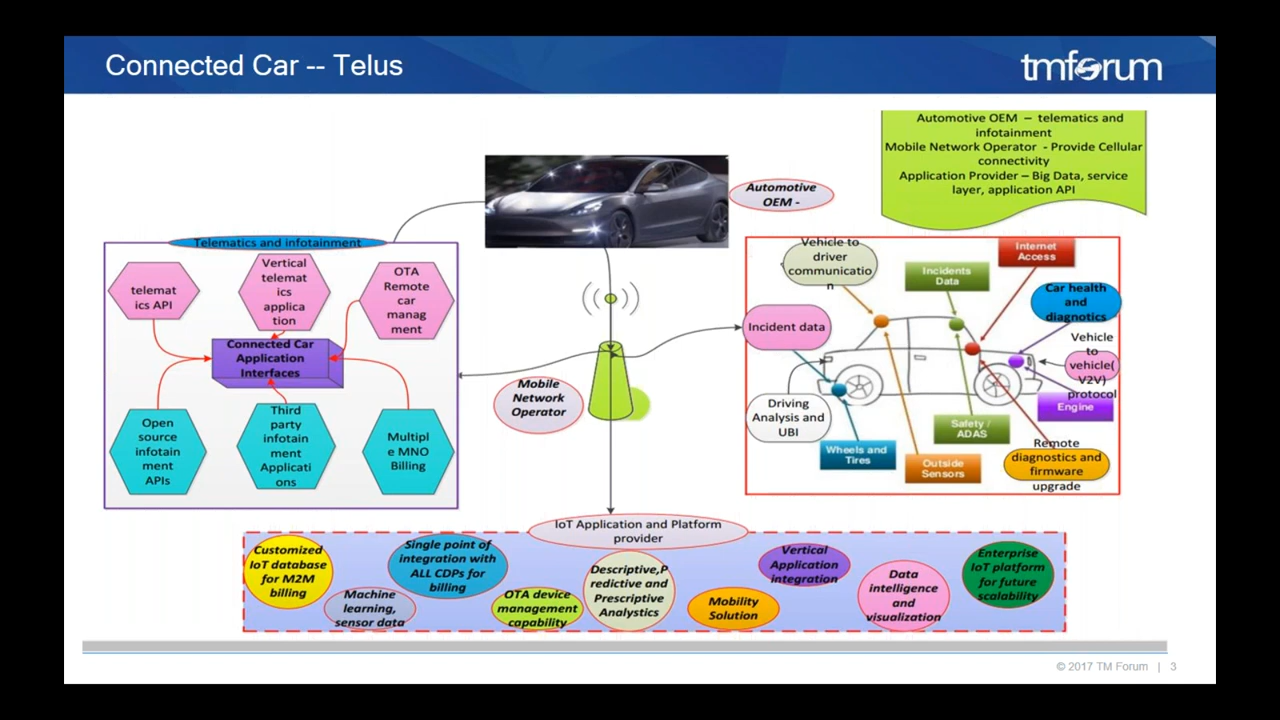 Connected Car -- Telus
tmforum
Automotive OEM – telematics and
infotainment
Mobile Network Operator - Provide Cellular
connectivity
Application Provider – Big Data, service
layer, application API
Automotive
OEM -
Telematics and infotainment
telemat
ics API
Vertical
telemat
ics
applica
tion
OTA
Remote
car
manag
ment
Connected Car
Application
Interfaces
Open
source
infotain
ment
APIs
Third
party
infotain
ment
Applicati
ons
Multipl
e MNO
Billing
Mobile
Network
Operator
Vehicle to
driver
communicatio
n
Incidents
Data
Internet
Access
Car health
and
diagnotics
Incident data
Vehicle
to
vehicle(
V2V)
protocol
Engine
Driving
Analysis and
UBI
Wheels and
Tires
Outside
Sensors
Safety /
ADAS
Remote
diagnostics and
firmware
upgrade
IoT Application and Platform
provider
Customized
IoT database
for M2M
billing
Machine
learning,
sensor data
Single point of
integration with
ALL CDPs for
billing
OTA device
management
capability
Descriptive,P
redictive and
Prescriptive
Analystics
Mobility
Solution
Vertical
Application
integration
Data
intelligence
and
visualization
Enterprise
IoT platform
for future
scalability
© 2017 TM Forum | 3